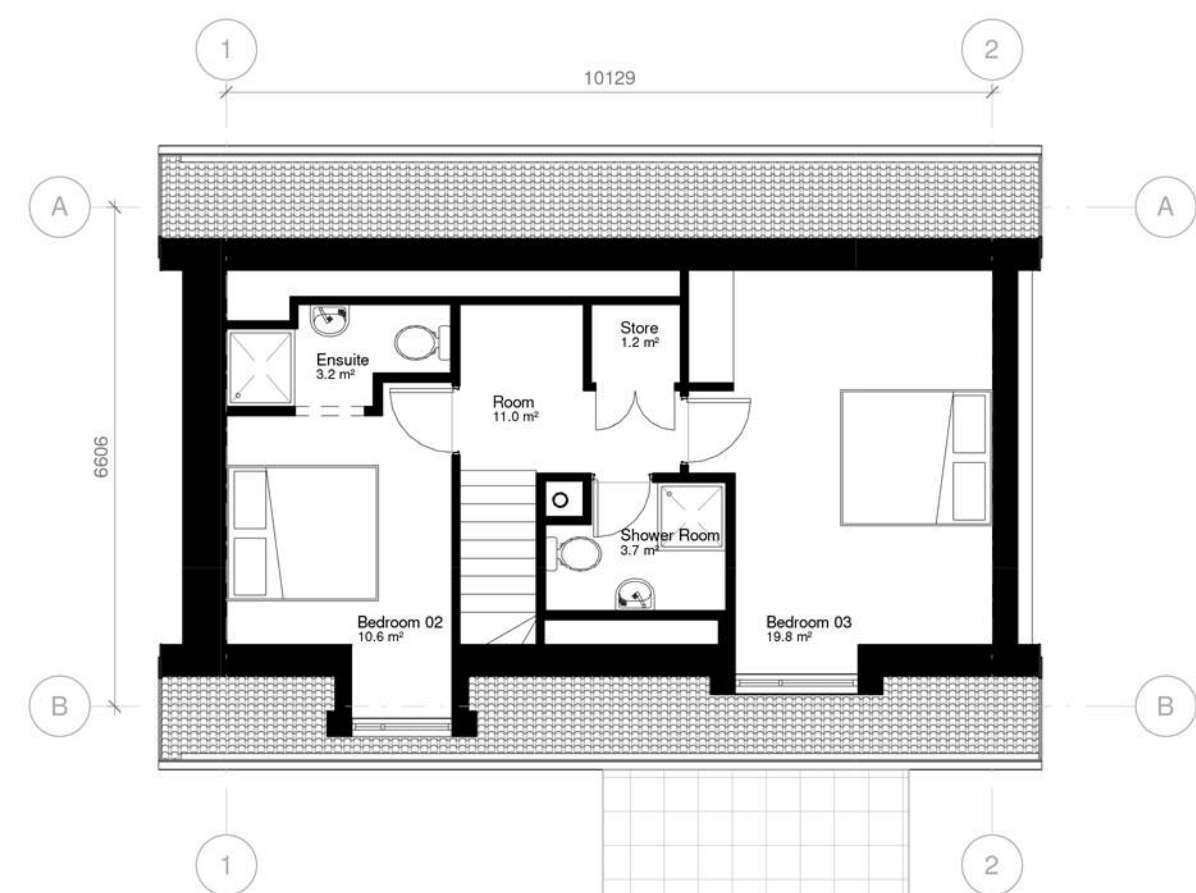 1
2
10129
A
A
Store
1.2 m²
Ensuite
3.2 m²
Room
11.0 m²
6606
Shower Room
3.7 m²
Bedroom 02
10.6 m²
Bedroom 03
19.8 m²
B
B
1
2